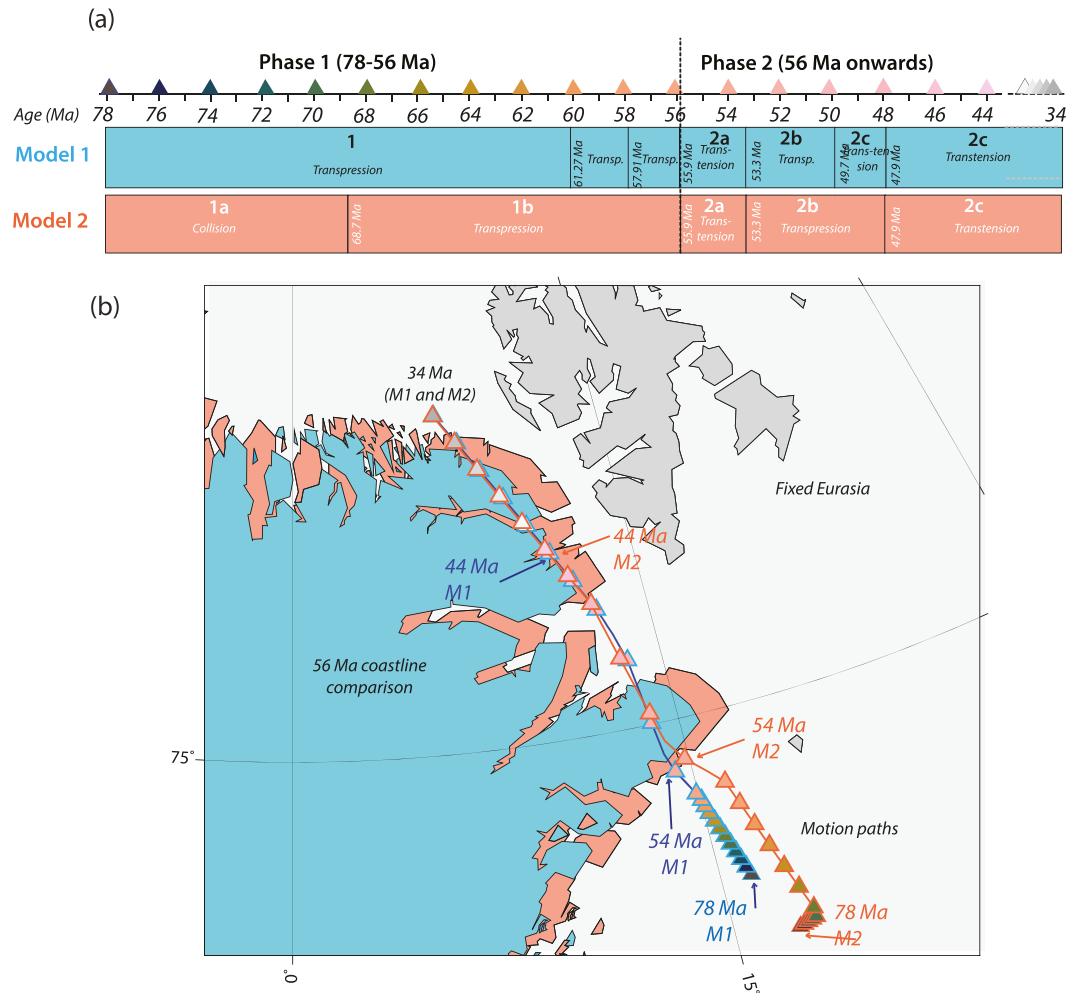 (a)
Phase 1 (78-56 Ma)
Phase 2 (56 Ma onwards)
Age (Ma)
78 76 74 72 70 68 66 64 62 60 58 56 54 52 50 48 46 44 34
Model 1
1
Transpression
61.27 Ma
Transp.
57.91 Ma
Transp.
55.9 Ma
2a
Trans-
tension
53.3 Ma
2b
Transp.
49.7 Ma
2c
Trans-ten-
sion
47.9 Ma
2c
Transtension
Model 2
1a
Collision
68.7 Ma
1b
Transpression
55.9 Ma
2a
Trans-
tension
53.3 Ma
2b
Transpression
47.9 Ma
2c
Transtension
(b)
34 Ma
(M1 and M2)
Fixed Eurasia
44 Ma
M2
44 Ma
M1
56 Ma coastline
comparison
54 Ma
M2
75°
Motion paths
54 Ma
M1
78 Ma
M1
78 Ma
M2
0°
15°